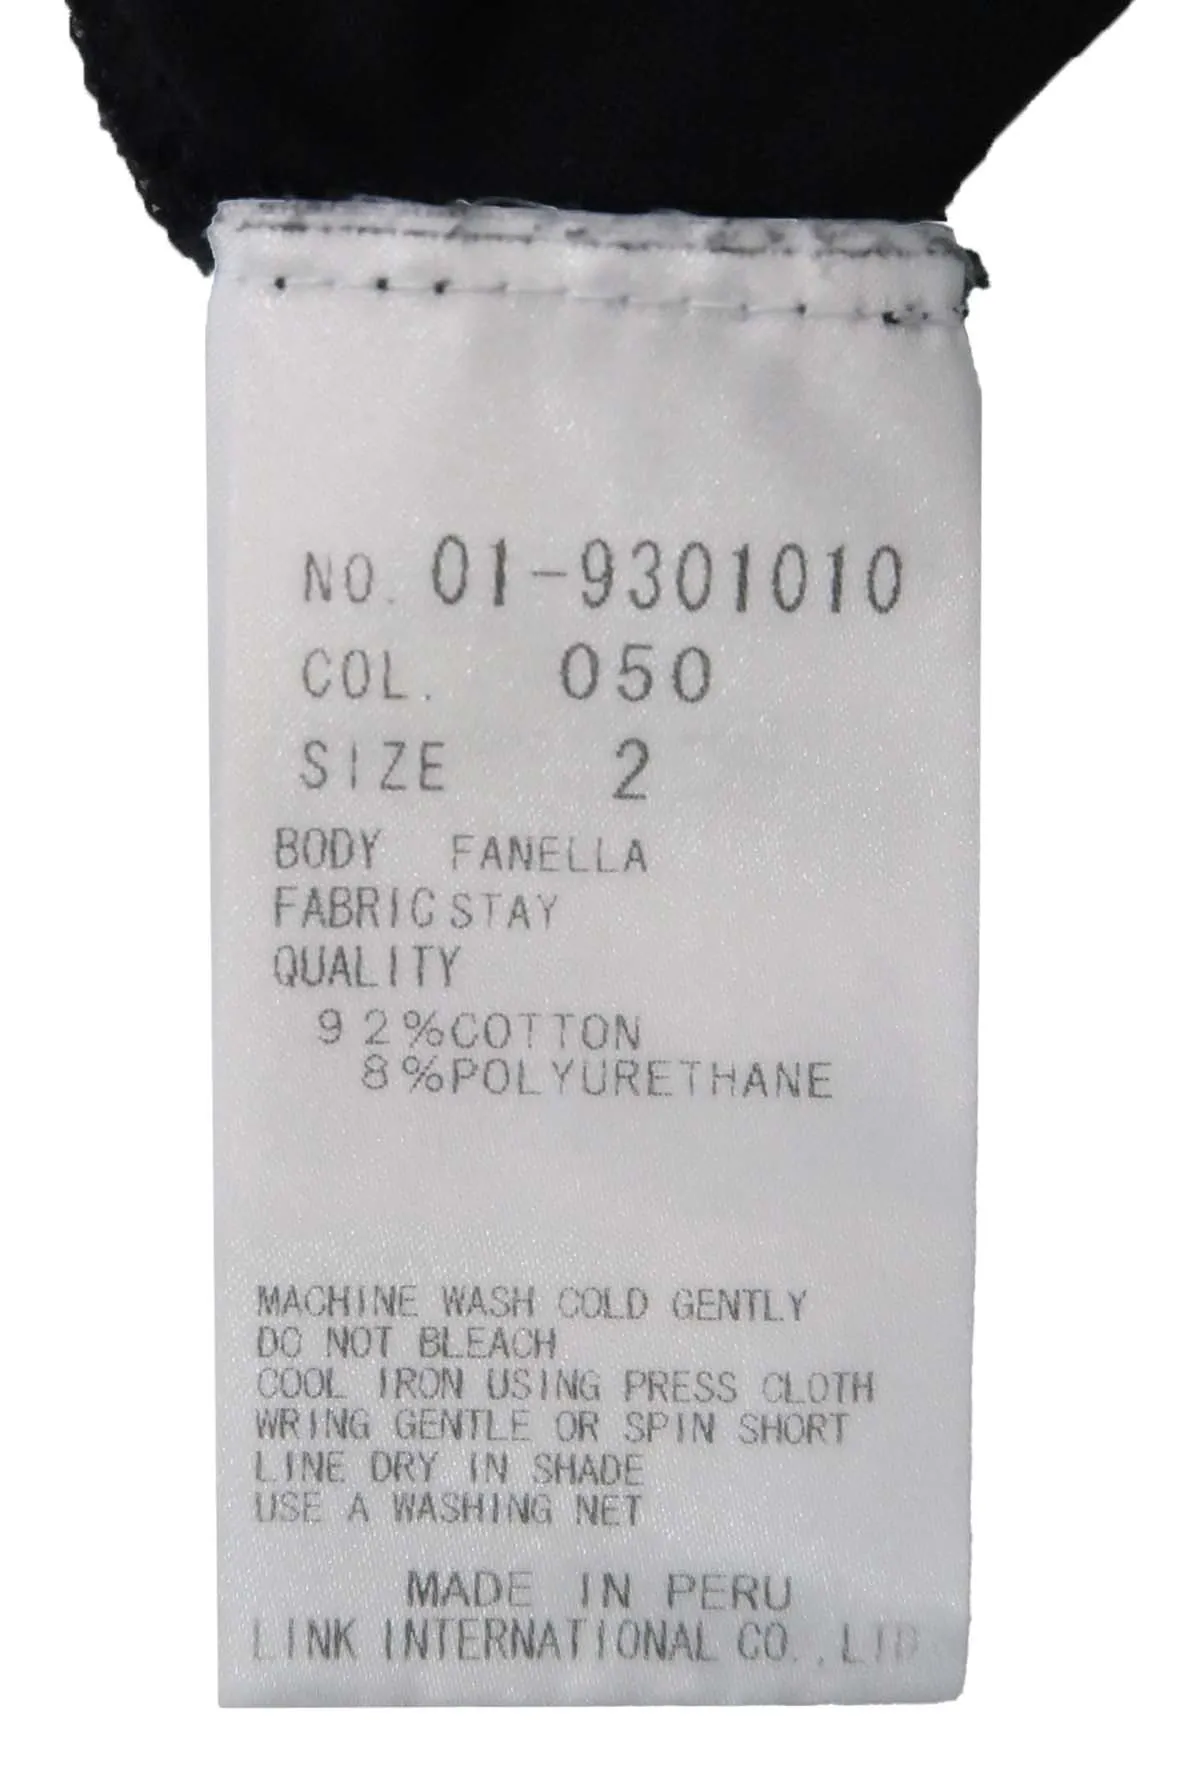 NO. 01-9301010
COL. 050
SIZE 2
BODY FANELLA
FABRIC STAY
QUALITY
92%COTTON
8%POLYURETHANE
MACHINE WASH COLD GENTLY
DO NOT BLEACH
COOL IRON USING PRESS CLOTH
WRING GENTLE OR SPIN SHORT
LINE DRY IN SHADE
USE A WASHING NET
MADE IN PERU
LINK INTERNATIONAL CO.,LTD